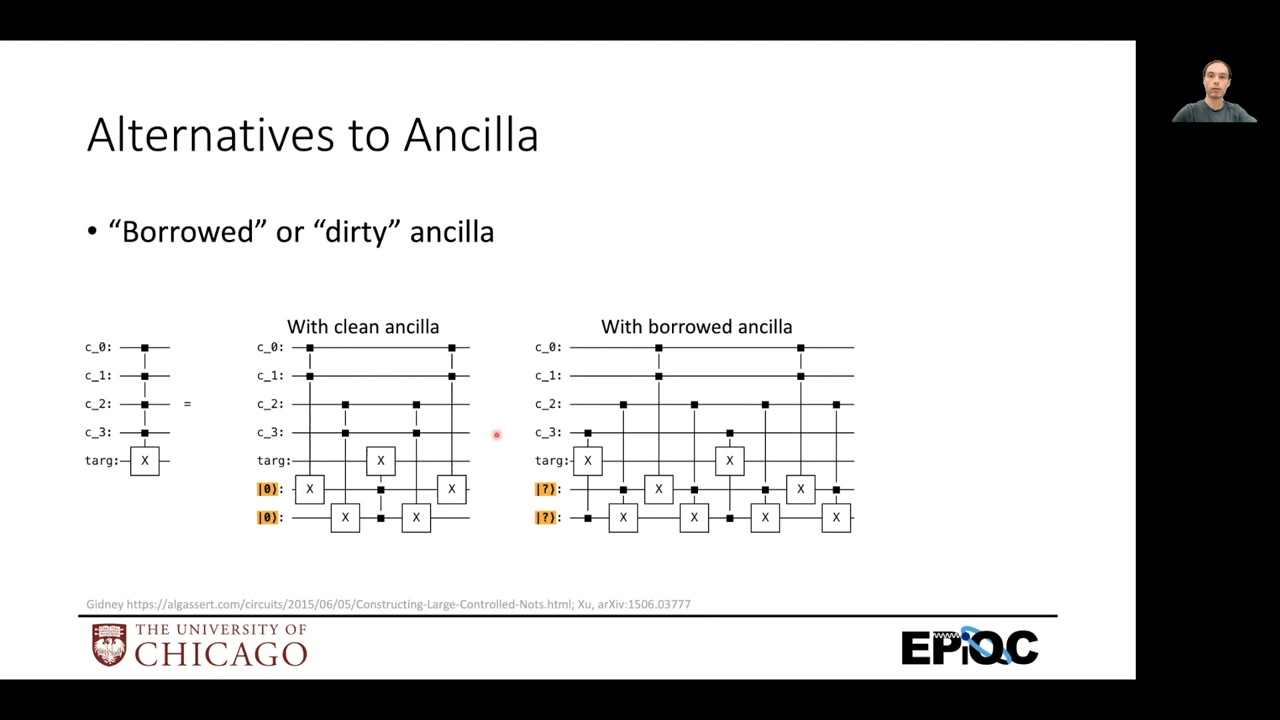 Alternatives to Ancilla
• “Borrowed” or “dirty” ancilla
With clean ancilla
With borrowed ancilla
c_0:
c_1:
c_2:
c_3:
targ:
X
=
c_0:
c_1:
c_2:
c_3:
targ:
|0⟩:
|0⟩:
X
X
X
X
X
c_0:
c_1:
c_2:
c_3:
targ:
|?⟩:
|?⟩:
X
X
X
X
X
X
X
X
Gidney https://algassert.com/circuits/2015/06/05/Constructing-Large-Controlled-Nots.html; Xu, arXiv:1506.03777
THE UNIVERSITY OF
CHICAGO
EPiQC